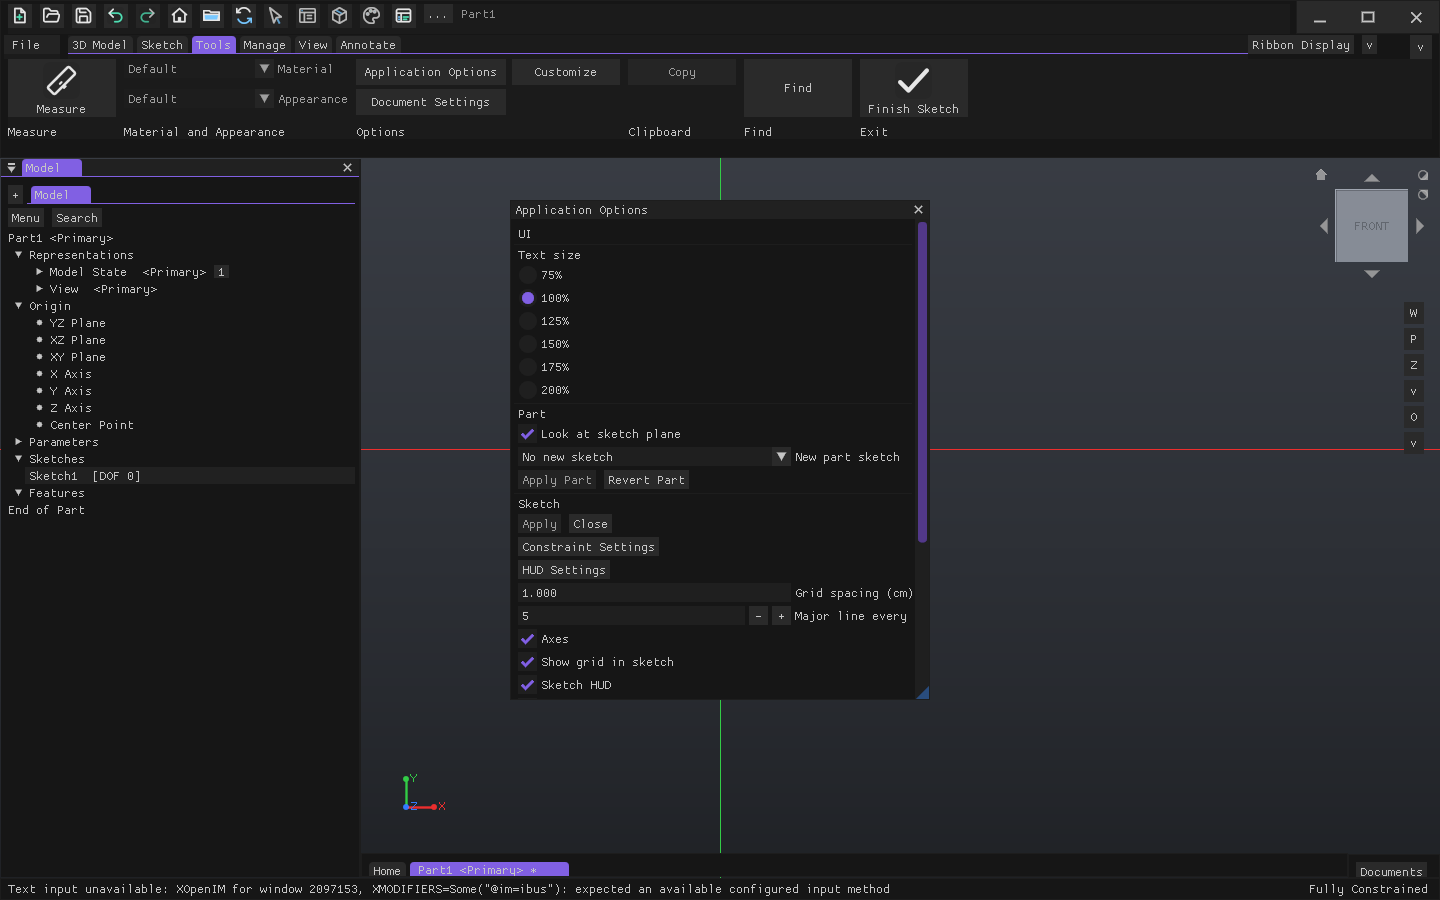 ... Part1
File 3D Model Sketch Tools Manage View Annotate Ribbon Display v v
Default Material Application Options Customize Copy
Find
Default Appearance Document Settings
Measure Finish Sketch
Measure Material and Appearance Options Clipboard Find Exit
Model
+ Model
Menu Search
Part1 <Primary>
Representations
Model State <Primary> 1
View <Primary>
Origin
YZ Plane
XZ Plane
XY Plane
X Axis
Y Axis
Z Axis
Center Point
Parameters
Sketches
Sketch1 [DOF 0]
Features
End of Part
Application Options
UI
Text size
75%
100%
125%
150%
175%
200%
Part
Look at sketch plane
No new sketch New part sketch
Apply Part Revert Part
Sketch
Apply Close
Constraint Settings
HUD Settings
1.000 Grid spacing (cm)
5 - + Major line every
Axes
Show grid in sketch
Sketch HUD
FRONT
W
P
Z
v
O
v
Y
Z X
Home Part1 <Primary> * Documents
Text input unavailable: XOpenIM for window 2097153, XMODIFIERS=Some("@im=ibus"): expected an available configured input method Fully Constrained